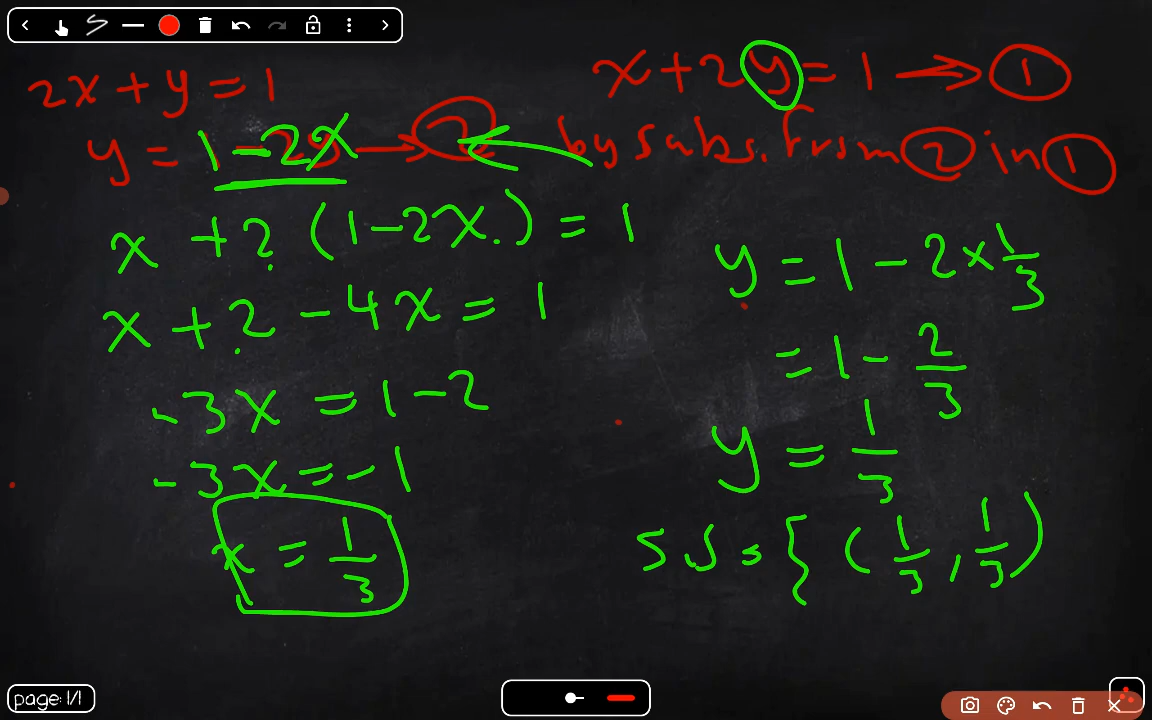 2x + y = 1
x + 2y = 1 → ①
y = 1 - 2x → ②
by subs. from ② in ①
x + 2 (1 - 2x.) = 1
x + 2 - 4x = 1
-3x = 1 - 2
-3x = -1
x = 1/3
y = 1 - 2 × 1/3
= 1 - 2/3
y = 1/3
S.S = { (1/3, 1/3)
page: 1/1